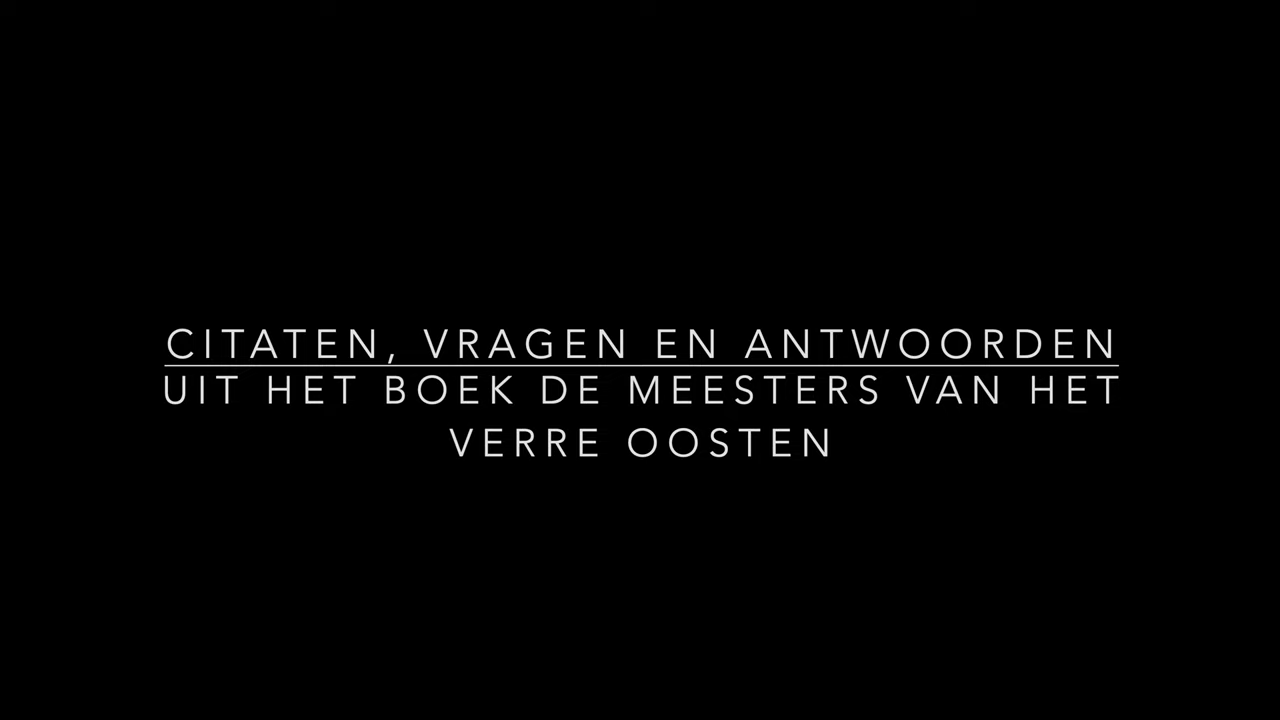 CITATEN, VRAGEN EN ANTWOORDEN
UIT HET BOEK DE MEESTERS VAN HET
VERRE OOSTEN